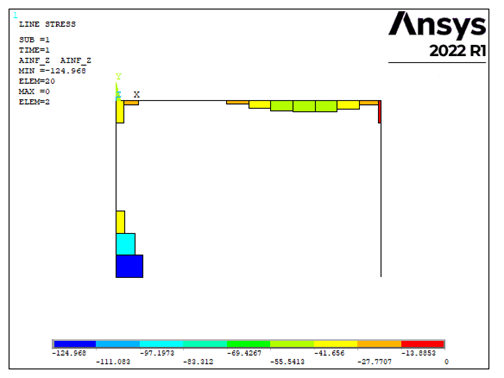 1
LINE STRESS
SUB =1
TIME=1
AINF_Z AINF_Z
MIN =-124.968
ELEM=20
MAX =0
ELEM=2
Ansys
2022 R1
Y
Z X
-124.968 -97.1973 -69.4267 -41.656 -13.8853
-111.083 -83.312 -55.5413 -27.7707 0